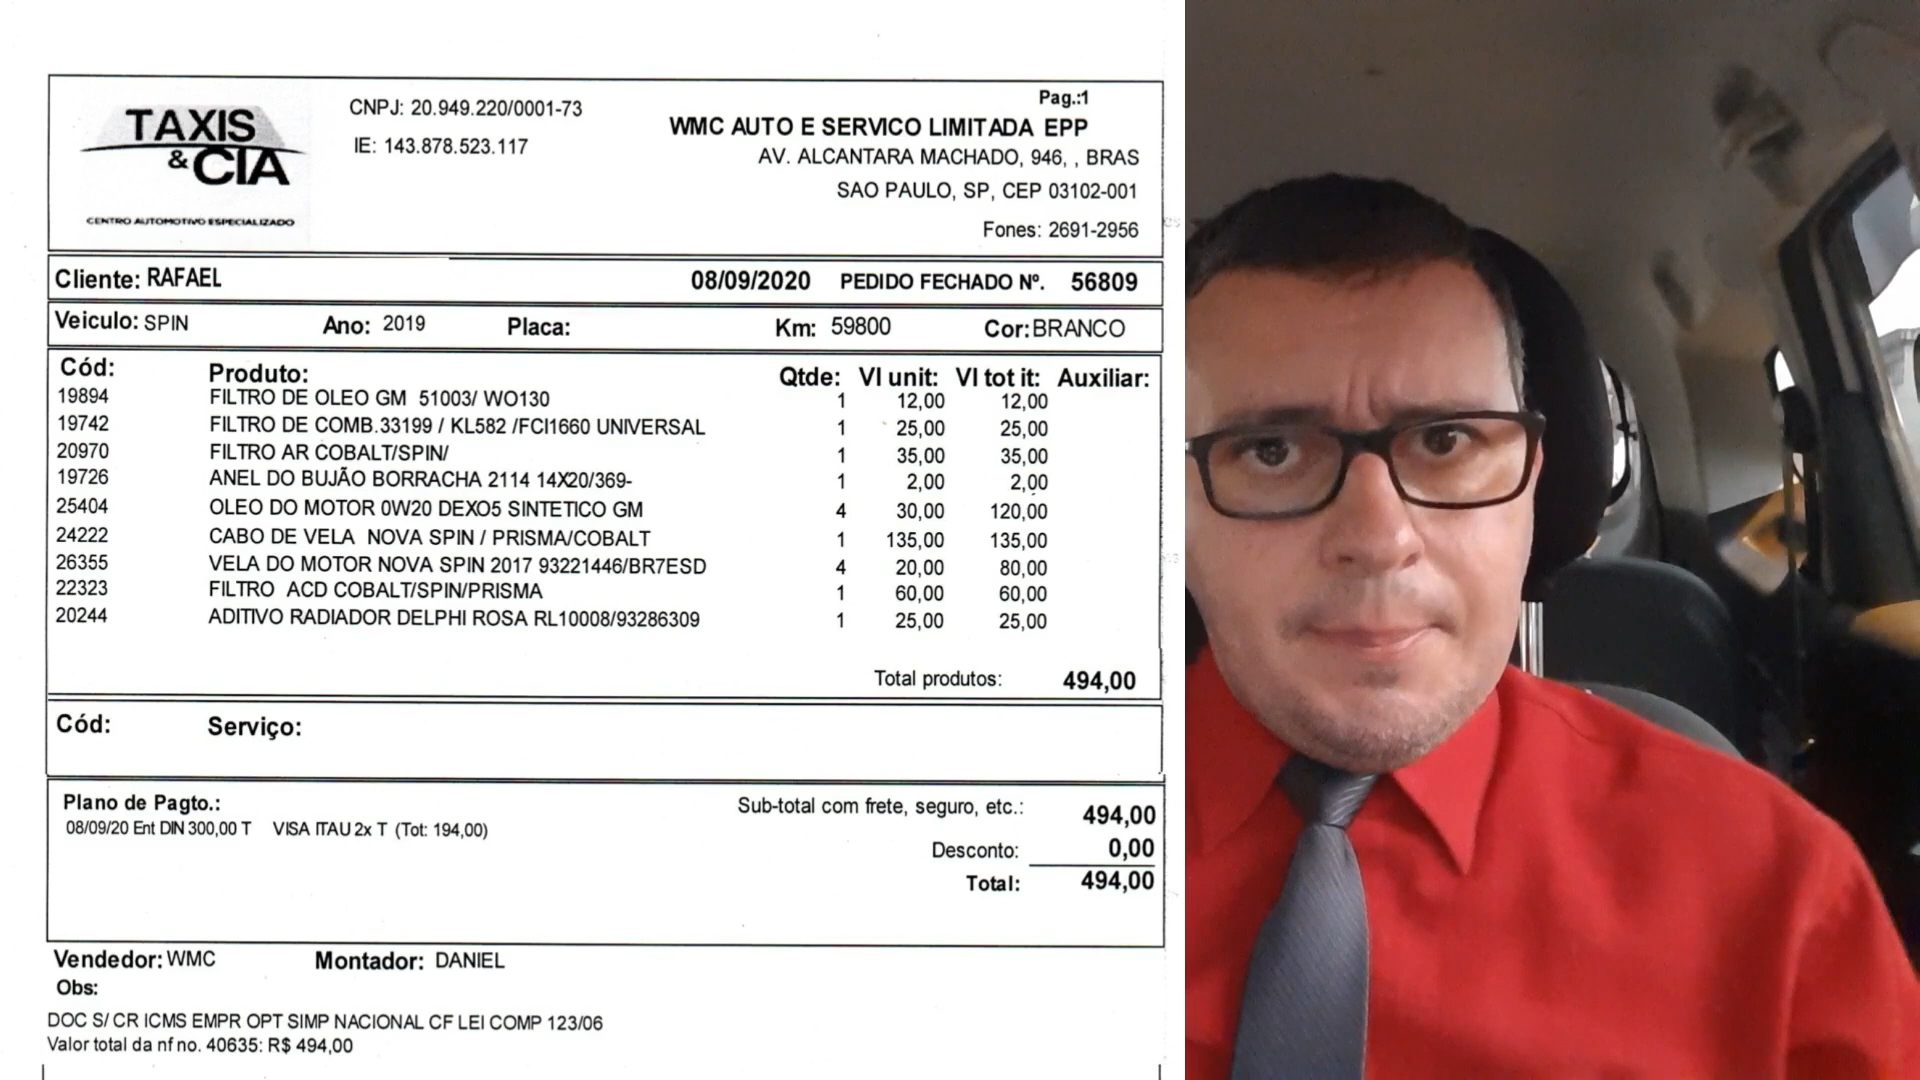 TAXIS
& CIA
CENTRO AUTOMOTIVO ESPECIALIZADO
CNPJ: 20.949.220/0001-73
IE: 143.878.523.117
Pag.:1
WMC AUTO E SERVICO LIMITADA EPP
AV. ALCANTARA MACHADO, 946, , BRAS
SAO PAULO, SP, CEP 03102-001
Fones: 2691-2956
Cliente: RAFAEL 08/09/2020 PEDIDO FECHADO Nº. 56809
Veiculo: SPIN Ano: 2019 Placa: Km: 59800 Cor: BRANCO
Cód: Produto: Qtde: Vl unit: Vl tot it: Auxiliar:
19894 FILTRO DE OLEO GM 51003/ WO130 1 12,00 12,00
19742 FILTRO DE COMB.33199 / KL582 /FCI1660 UNIVERSAL 1 25,00 25,00
20970 FILTRO AR COBALT/SPIN/ 1 35,00 35,00
19726 ANEL DO BUJÃO BORRACHA 2114 14X20/369- 1 2,00 2,00
25404 OLEO DO MOTOR 0W20 DEXO5 SINTETICO GM 4 30,00 120,00
24222 CABO DE VELA NOVA SPIN / PRISMA/COBALT 1 135,00 135,00
26355 VELA DO MOTOR NOVA SPIN 2017 93221446/BR7ESD 4 20,00 80,00
22323 FILTRO ACD COBALT/SPIN/PRISMA 1 60,00 60,00
20244 ADITIVO RADIADOR DELPHI ROSA RL10008/93286309 1 25,00 25,00
Total produtos: 494,00
Cód: Serviço:
Plano de Pagto.:
08/09/20 Ent DIN 300,00 T VISA ITAU 2x T (Tot: 194,00)
Sub-total com frete, seguro, etc.: 494,00
Desconto: 0,00
Total: 494,00
Vendedor: WMC Montador: DANIEL
Obs:
DOC S/ CR ICMS EMPR OPT SIMP NACIONAL CF LEI COMP 123/06
Valor total da nf no. 40635: R$ 494,00